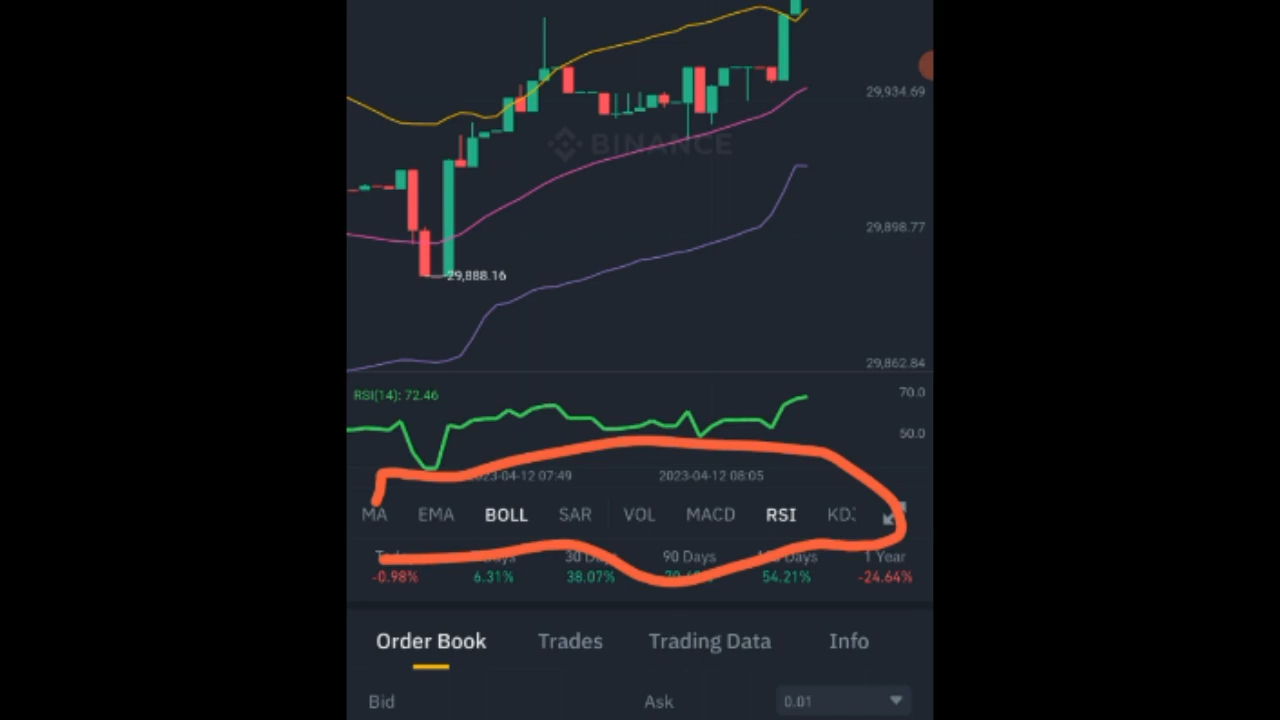 29,934.69
BINANCE
29,898.77
29,888.16
29,862.84
RSI(14): 72.46
70.0
50.0
2023-04-12 07:49 2023-04-12 08:05
MA EMA BOLL SAR VOL MACD RSI KDJ
30 Days 90 Days Days 1 Year
-0.98% 6.31% 38.07% 54.21% -24.64%
Order Book Trades Trading Data Info
Bid Ask 0.01